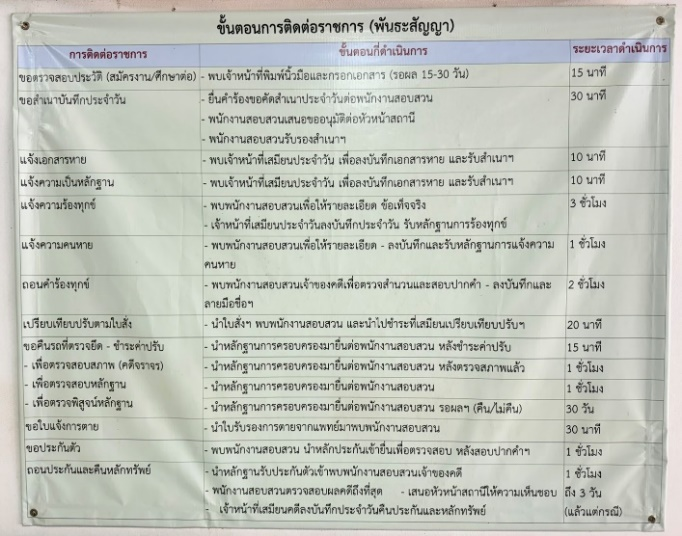 ขั้นตอนการติดต่อราชการ (พันธะสัญญา)
การติดต่อราชการ ขั้นตอนที่ดำเนินการ ระยะเวลาดำเนินการ
ขอตรวจสอบประวัติ (สมัครงาน/ศึกษาต่อ) - พบเจ้าหน้าที่พิมพ์นิ้วมือและกรอกเอกสาร (รอผล 15-30 วัน) 15 นาที
ขอสำเนาบันทึกประจำวัน - ยื่นคำร้องขอคัดสำเนาประจำวันต่อพนักงานสอบสวน 30 นาที
- พนักงานสอบสวนเสนอขออนุมัติต่อหัวหน้าสถานี
- พนักงานสอบสวนรับรองสำเนาฯ
แจ้งเอกสารหาย - พบเจ้าหน้าที่เสมียนประจำวัน เพื่อลงบันทึกเอกสารหาย และรับสำเนาฯ 10 นาที
แจ้งความเป็นหลักฐาน - พบเจ้าหน้าที่เสมียนประจำวัน เพื่อลงบันทึกเอกสารหาย และรับสำเนาฯ 10 นาที
แจ้งความร้องทุกข์ - พบพนักงานสอบสวนเพื่อให้รายละเอียด ข้อเท็จจริง 3 ชั่วโมง
- เจ้าหน้าที่เสมียนประจำวันลงบันทึกประจำวัน รับหลักฐานการร้องทุกข์
แจ้งความคนหาย - พบพนักงานสอบสวนเพื่อให้รายละเอียด - ลงบันทึกและรับหลักฐานการแจ้งความ 1 ชั่วโมง
คนหาย
ถอนคำร้องทุกข์ - พบพนักงานสอบสวนเจ้าของคดีเพื่อตรวจสำนวนและสอบปากคำ - ลงบันทึกและ 2 ชั่วโมง
ลายมือชื่อฯ
เปรียบเทียบปรับตามใบสั่ง - นำใบสั่งฯ พบพนักงานสอบสวน และนำไปชำระที่เสมียนเปรียบเทียบปรับฯ 20 นาที
ขอคืนรถที่ตรวจยึด - ชำระค่าปรับ - นำหลักฐานการครอบครองมายื่นต่อพนักงานสอบสวน หลังชำระค่าปรับ 15 นาที
- เพื่อตรวจสอบสภาพ (คดีจราจร) - นำหลักฐานการครอบครองมายื่นต่อพนักงานสอบสวน หลังตรวจสภาพแล้ว 1 ชั่วโมง
- เพื่อตรวจสอบหลักฐาน - นำหลักฐานการครอบครองมายื่นต่อพนักงานสอบสวน 1 ชั่วโมง
- เพื่อตรวจพิสูจน์หลักฐาน - นำหลักฐานการครอบครองมายื่นต่อพนักงานสอบสวน รอผลฯ (คืน/ไม่คืน) 30 วัน
ขอใบแจ้งการตาย - นำใบรับรองการตายจากแพทย์มาพบพนักงานสอบสวน 30 นาที
ขอประกันตัว - พบพนักงานสอบสวน นำหลักประกันเข้ายื่นเพื่อตรวจสอบ หลังสอบปากคำฯ 1 ชั่วโมง
ถอนประกันและคืนหลักทรัพย์ - นำหลักฐานรับประกันตัวเข้าพบพนักงานสอบสวนเจ้าของคดี 1 ชั่วโมง
- พนักงานสอบสวนตรวจสอบผลคดีถึงที่สุด - เสนอหัวหน้าสถานีให้ความเห็นชอบ ถึง 3 วัน
- เจ้าหน้าที่เสมียนคดีลงบันทึกประจำวันคืนประกันและหลักทรัพย์ (แล้วแต่กรณี)